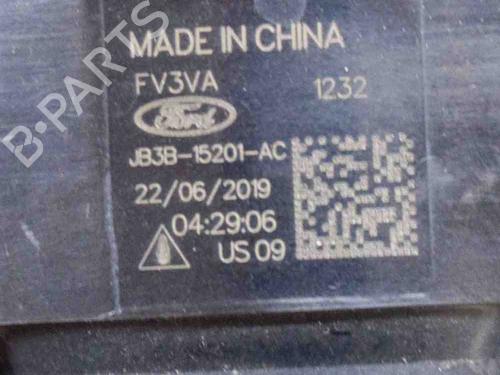 B-PARTS
MADE IN CHINA
FV3VA 1232
Ford
JB3B-15201-AC
22/06/2019
04:29:06
US 09